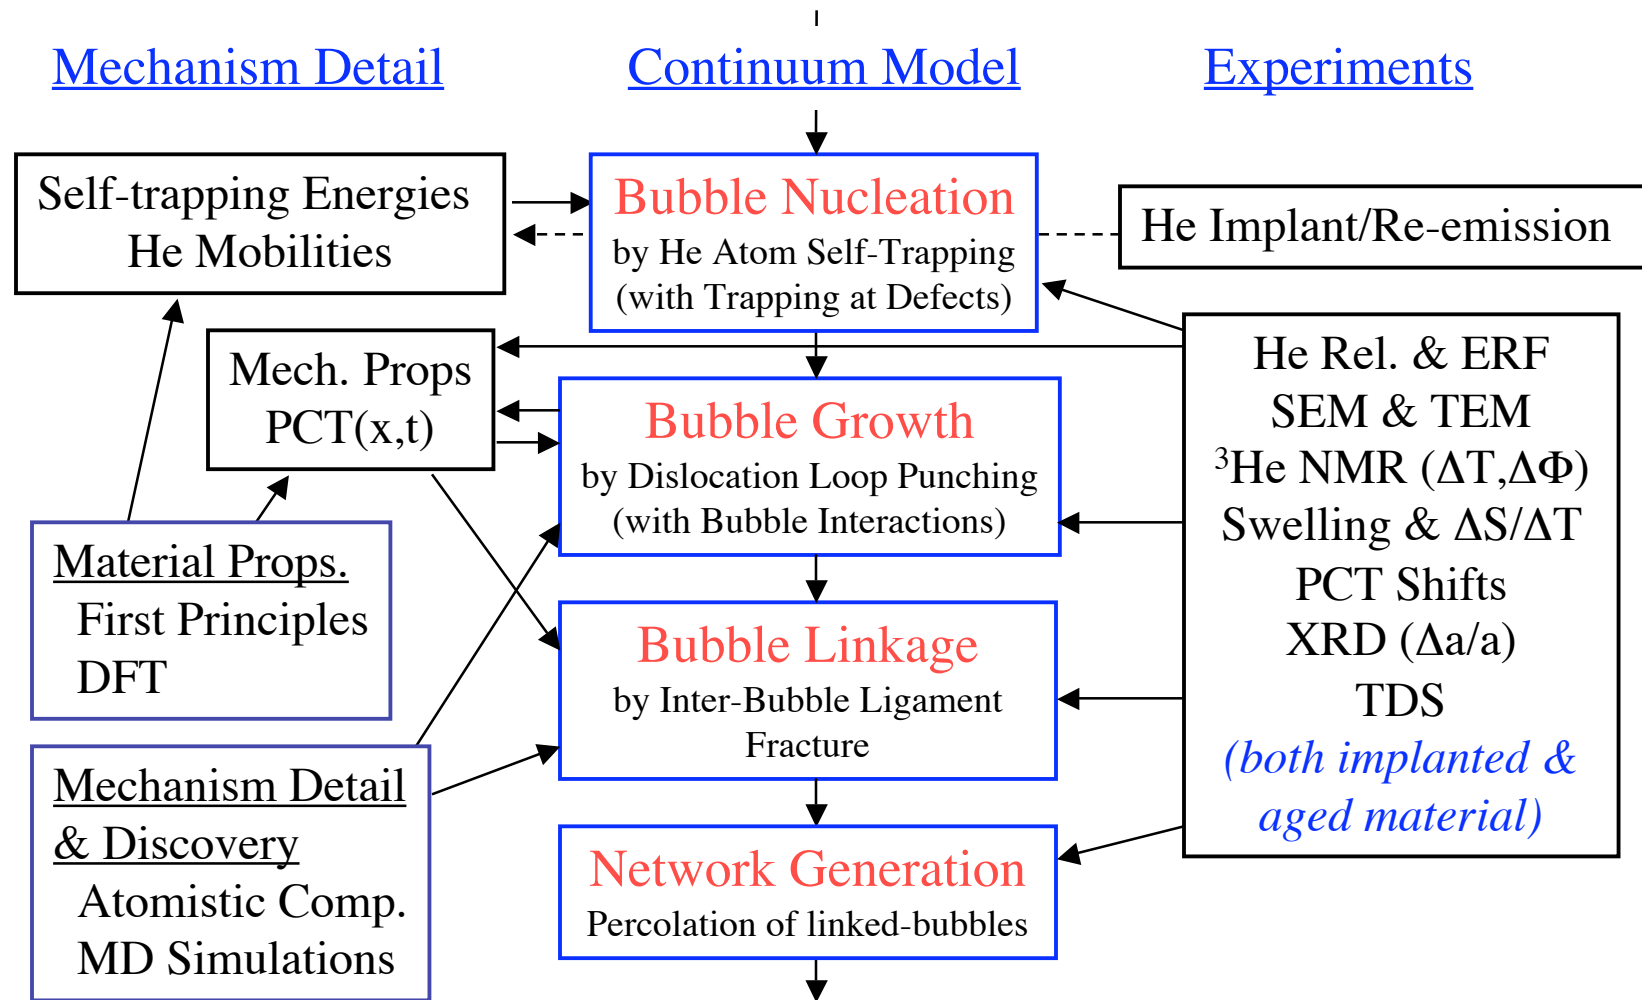 Mechanism Detail
Continuum Model
Experiments
Self-trapping Energies
He Mobilities
Bubble Nucleation
by He Atom Self-Trapping
(with Trapping at Defects)
He Implant/Re-emission
Mech. Props
PCT(x,t)
Bubble Growth
by Dislocation Loop Punching
(with Bubble Interactions)
He Rel. & ERF
SEM & TEM
³He NMR (ΔT,ΔΦ)
Swelling & ΔS/ΔT
PCT Shifts
XRD (Δa/a)
TDS
(both implanted &
aged material)
Material Props.
First Principles
DFT
Bubble Linkage
by Inter-Bubble Ligament
Fracture
Mechanism Detail
& Discovery
Atomistic Comp.
MD Simulations
Network Generation
Percolation of linked-bubbles